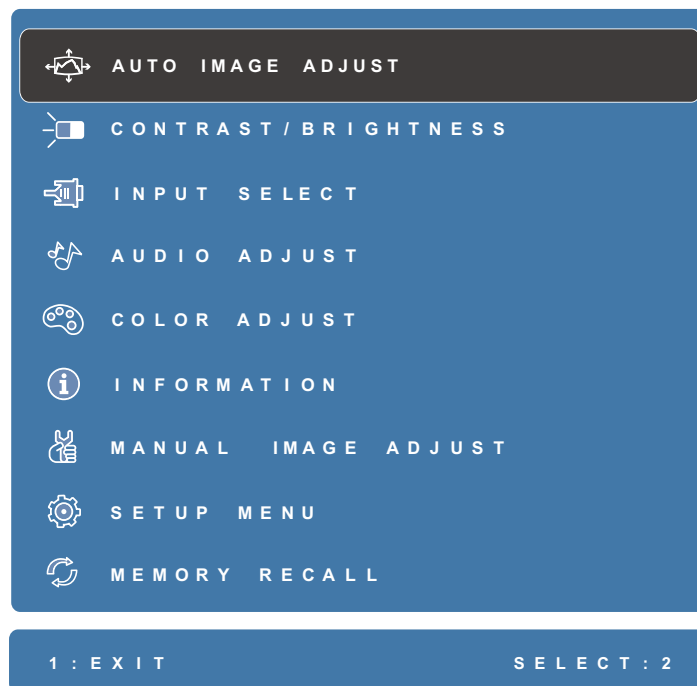 AUTO IMAGE ADJUST
CONTRAST/BRIGHTNESS
INPUT SELECT
AUDIO ADJUST
COLOR ADJUST
INFORMATION
MANUAL IMAGE ADJUST
SETUP MENU
MEMORY RECALL
1:EXIT SELECT:2